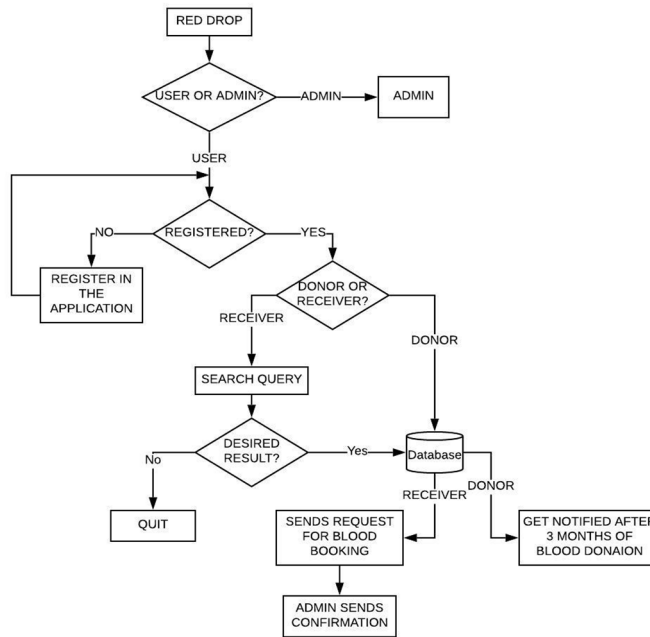 RED DROP
USER OR ADMIN?
ADMIN
ADMIN
USER
REGISTERED?
NO
YES
REGISTER IN
THE
APPLICATION
DONOR OR
RECEIVER?
RECEIVER
DONOR
SEARCH QUERY
DESIRED
RESULT?
No
Yes
Database
RECEIVER
DONOR
QUIT
SENDS REQUEST
FOR BLOOD
BOOKING
GET NOTIFIED AFTER
3 MONTHS OF
BLOOD DONAION
ADMIN SENDS
CONFIRMATION